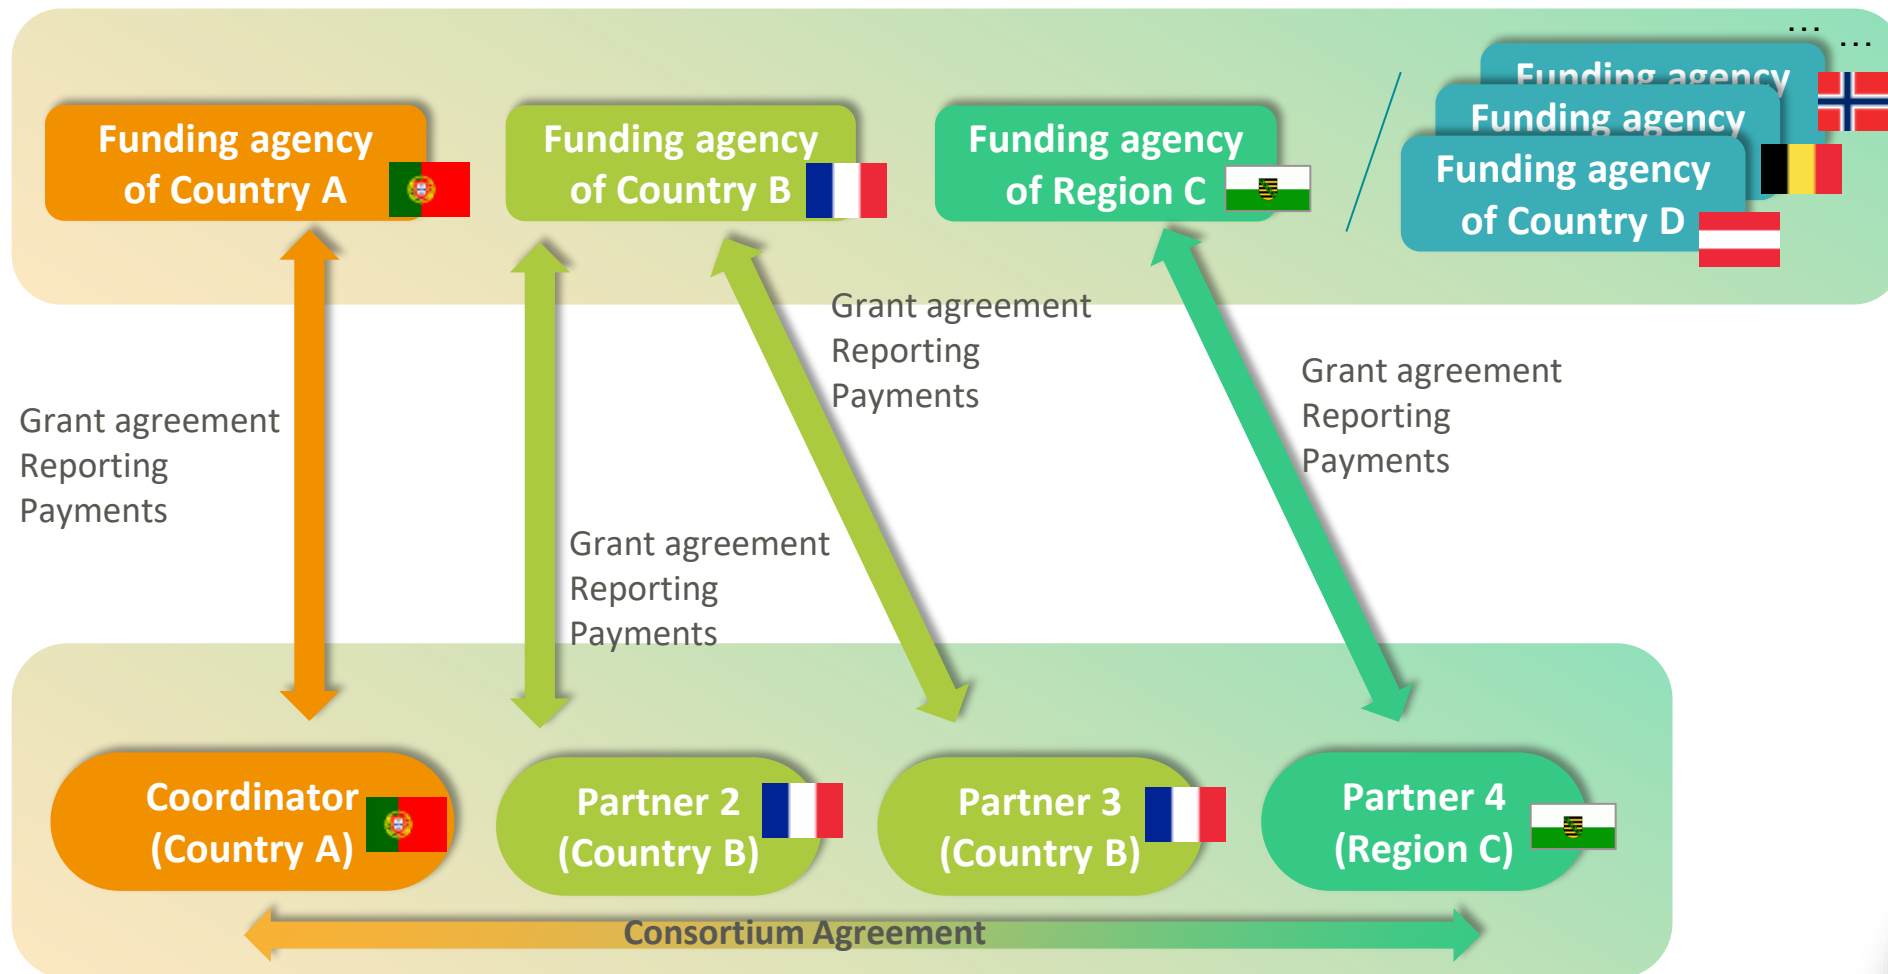 ... ...
Funding agency
of Country A
Funding agency
of Country B
Funding agency
of Region C
Funding agency
Funding agency
Funding agency
of Country D
Grant agreement
Reporting
Payments
Grant agreement
Reporting
Payments
Grant agreement
Reporting
Payments
Grant agreement
Reporting
Payments
Coordinator
(Country A)
Partner 2
(Country B)
Partner 3
(Country B)
Partner 4
(Region C)
Consortium Agreement